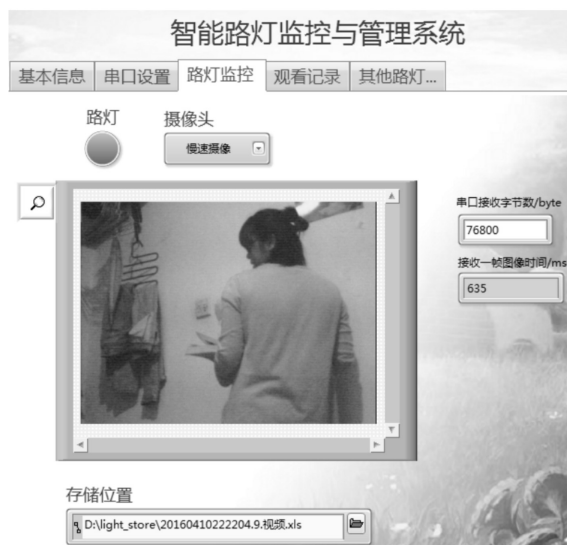 智能路灯监控与管理系统
基本信息 串口设置 路灯监控 观看记录 其他路灯...
路灯 摄像头
慢速摄像
串口接收字节数/byte
76800
接收一帧图像时间/ms
635
存储位置
D:\light_store\20160410222204.9.视频.xls